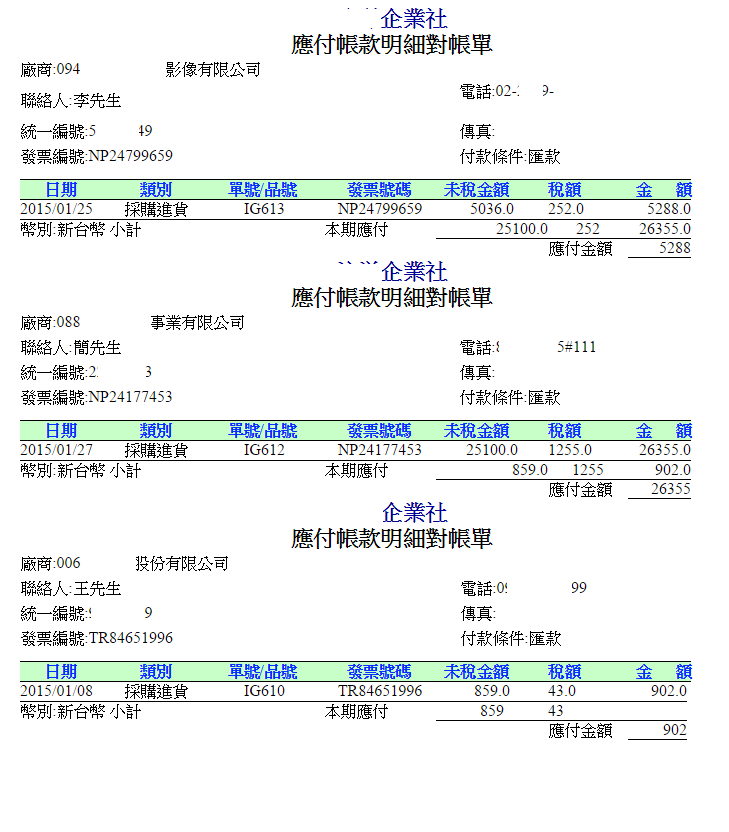 企業社
應付帳款明細對帳單
廠商:094 影像有限公司
聯絡人:李先生 電話:02- 9-
統一編號:5 49 傳真:
發票編號:NP24799659 付款條件:匯款
日期 類別 單號/品號 發票號碼 未稅金額 稅額 金 額
2015/01/25 採購進貨 IG613 NP24799659 5036.0 252.0 5288.0
幣別:新台幣 小計 本期應付 25100.0 252 26355.0
應付金額 5288
企業社
應付帳款明細對帳單
廠商:088 事業有限公司
聯絡人:簡先生 電話: 5#111
統一編號:2 3 傳真:
發票編號:NP24177453 付款條件:匯款
日期 類別 單號/品號 發票號碼 未稅金額 稅額 金 額
2015/01/27 採購進貨 IG612 NP24177453 25100.0 1255.0 26355.0
幣別:新台幣 小計 本期應付 859.0 1255 902.0
應付金額 26355
企業社
應付帳款明細對帳單
廠商:006 股份有限公司
聯絡人:王先生 電話:09 99
統一編號: 9 傳真:
發票編號:TR84651996 付款條件:匯款
日期 類別 單號/品號 發票號碼 未稅金額 稅額 金 額
2015/01/08 採購進貨 IG610 TR84651996 859.0 43.0 902.0
幣別:新台幣 小計 本期應付 859 43
應付金額 902